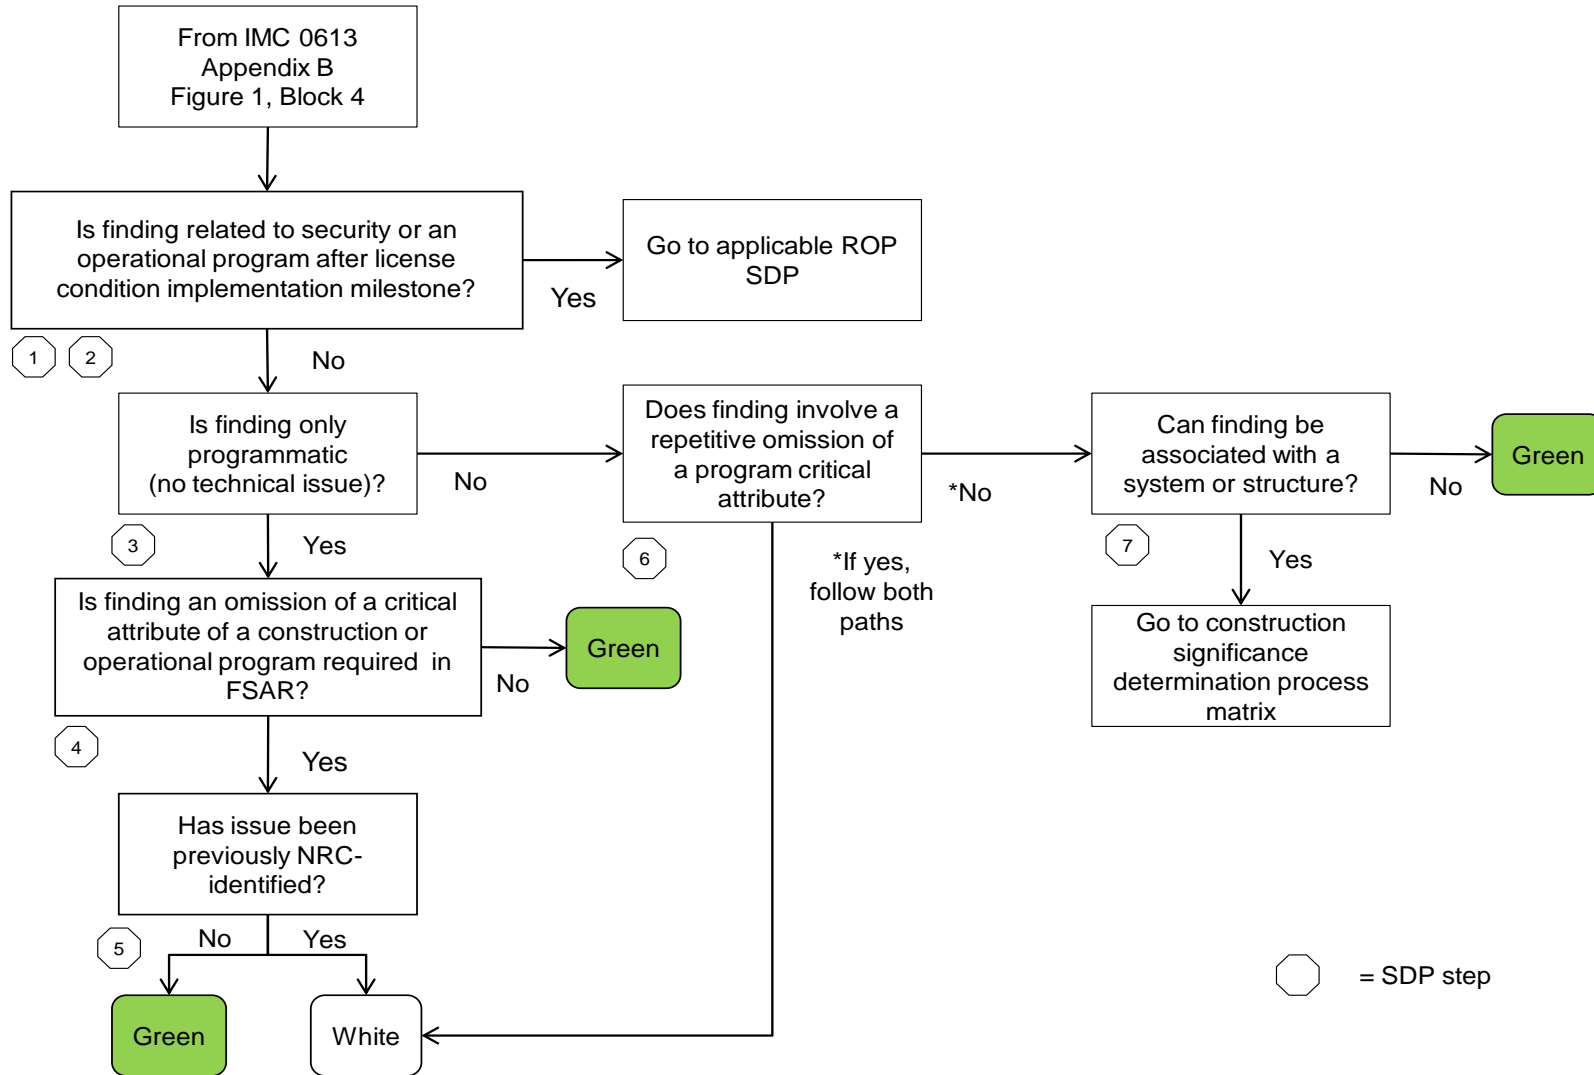 From IMC 0613
Appendix B
Figure 1, Block 4
Is finding related to security or an
operational program after license
condition implementation milestone?
Yes
Go to applicable ROP
SDP
1
2
No
Is finding only
programmatic
(no technical issue)?
No
Does finding involve a
repetitive omission of
a program critical
attribute?
*No
Can finding be
associated with a
system or structure?
No
Green
3
Yes
6
*If yes,
follow both
paths
7
Yes
Is finding an omission of a critical
attribute of a construction or
operational program required in
FSAR?
No
Green
Go to construction
significance
determination process
matrix
4
Yes
Has issue been
previously NRC-
identified?
5
No
Yes
Green
White
= SDP step